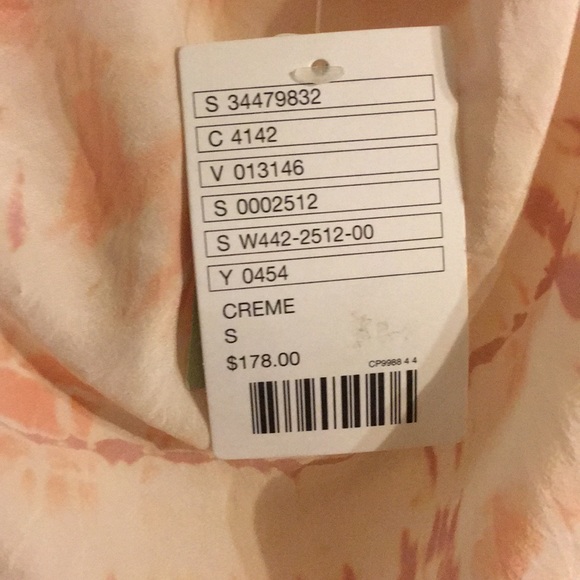 S 34479832
C 4142
V 013146
S 0002512
S W442-2512-00
Y 0454
CREME
S
$178.00
CP9988 4 4